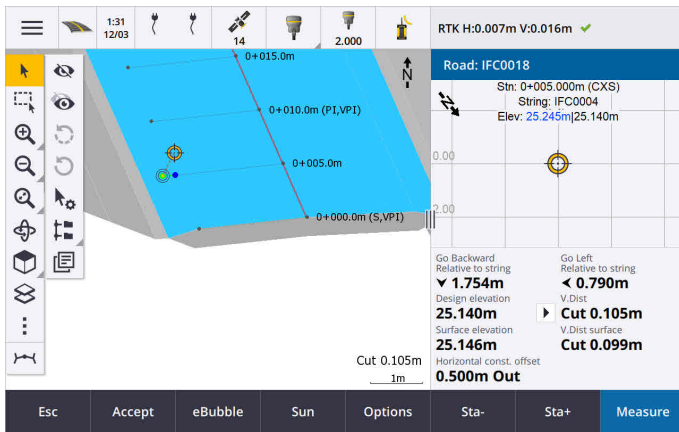 1:31
12/03
14
2.000
RTK H:0.007m V:0.016m
Road: IFC0018
0+015.0m
0+010.0m (PI,VPI)
0+005.0m
0+000.0m (S,VPI)
N
Cut 0.105m
1m
Stn: 0+005.000m (CXS)
String: IFC0004
Elev: 25.245m|25.140m
0.00
2.00
Go Backward
Relative to string
1.754m
Go Left
Relative to string
0.790m
Design elevation
25.140m
V.Dist
Cut 0.105m
Surface elevation
25.146m
V.Dist surface
Cut 0.099m
Horizontal const. offset
0.500m Out
Esc
Accept
eBubble
Sun
Options
Sta-
Sta+
Measure